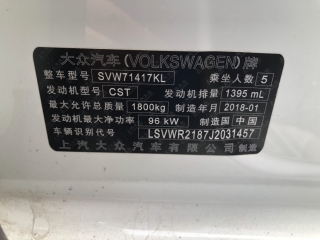 大众汽车(VOLKSWAGEN)牌
整车型号 SVW71417KL 乘坐人数 5
发动机型号 CST 发动机排量 1395 mL
最大允许总质量 1800kg 制造年月 2018-01
发动机最大净功率 96 kW 制造国 中国
车辆识别代号 LSVWR2187J2031457
上汽大众汽车有限公司 制造